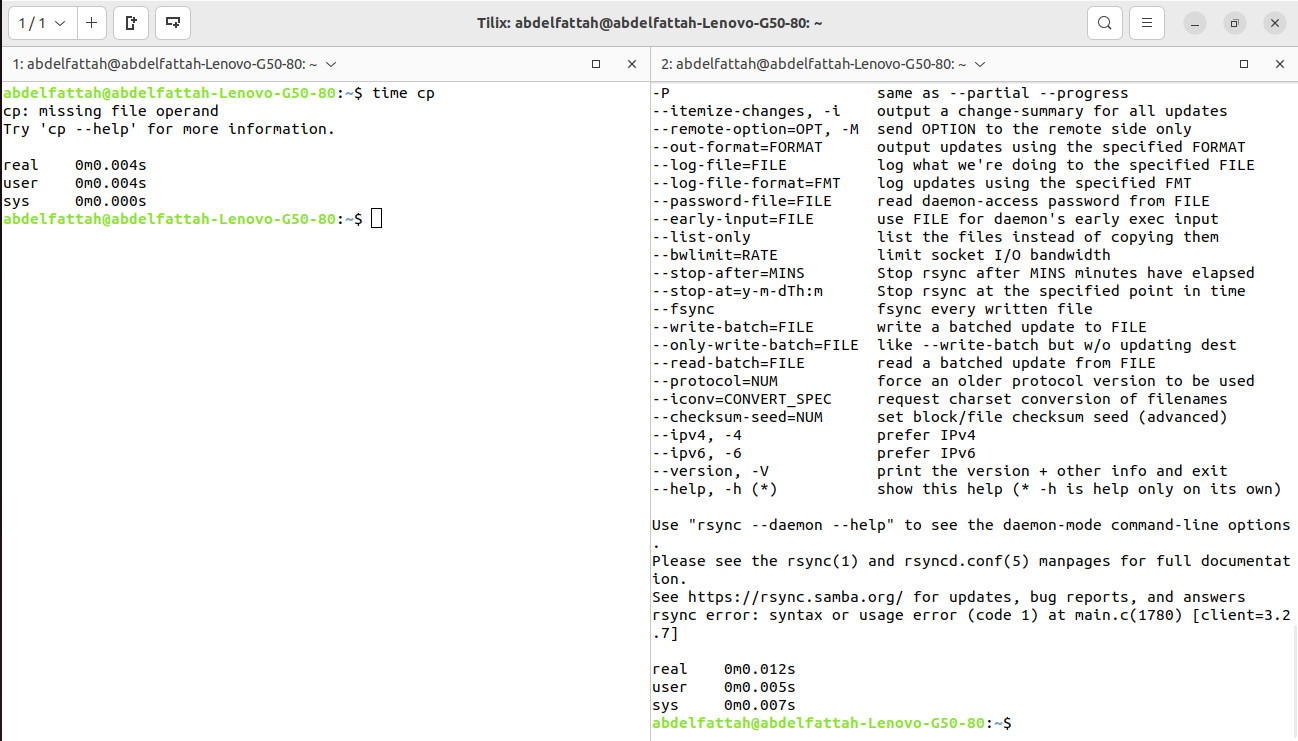 1 / 1
Tilix: abdelfattah@abdelfattah-Lenovo-G50-80: ~
1: abdelfattah@abdelfattah-Lenovo-G50-80: ~
abdelfattah@abdelfattah-Lenovo-G50-80:~$ time cp
cp: missing file operand
Try 'cp --help' for more information.
real 0m0.004s
user 0m0.004s
sys 0m0.000s
abdelfattah@abdelfattah-Lenovo-G50-80:~$
2: abdelfattah@abdelfattah-Lenovo-G50-80: ~
-P same as --partial --progress
--itemize-changes, -i output a change-summary for all updates
--remote-option=OPT, -M send OPTION to the remote side only
--out-format=FORMAT output updates using the specified FORMAT
--log-file=FILE log what we're doing to the specified FILE
--log-file-format=FMT log updates using the specified FMT
--password-file=FILE read daemon-access password from FILE
--early-input=FILE use FILE for daemon's early exec input
--list-only list the files instead of copying them
--bwlimit=RATE limit socket I/O bandwidth
--stop-after=MINS Stop rsync after MINS minutes have elapsed
--stop-at=y-m-dTh:m Stop rsync at the specified point in time
--fsync fsync every written file
--write-batch=FILE write a batched update to FILE
--only-write-batch=FILE like --write-batch but w/o updating dest
--read-batch=FILE read a batched update from FILE
--protocol=NUM force an older protocol version to be used
--iconv=CONVERT_SPEC request charset conversion of filenames
--checksum-seed=NUM set block/file checksum seed (advanced)
--ipv4, -4 prefer IPv4
--ipv6, -6 prefer IPv6
--version, -V print the version + other info and exit
--help, -h (*) show this help (* -h is help only on its own)
Use "rsync --daemon --help" to see the daemon-mode command-line options
.
Please see the rsync(1) and rsyncd.conf(5) manpages for full documentat
ion.
See https://rsync.samba.org/ for updates, bug reports, and answers
rsync error: syntax or usage error (code 1) at main.c(1780) [client=3.2
.7]
real 0m0.012s
user 0m0.005s
sys 0m0.007s
abdelfattah@abdelfattah-Lenovo-G50-80:~$